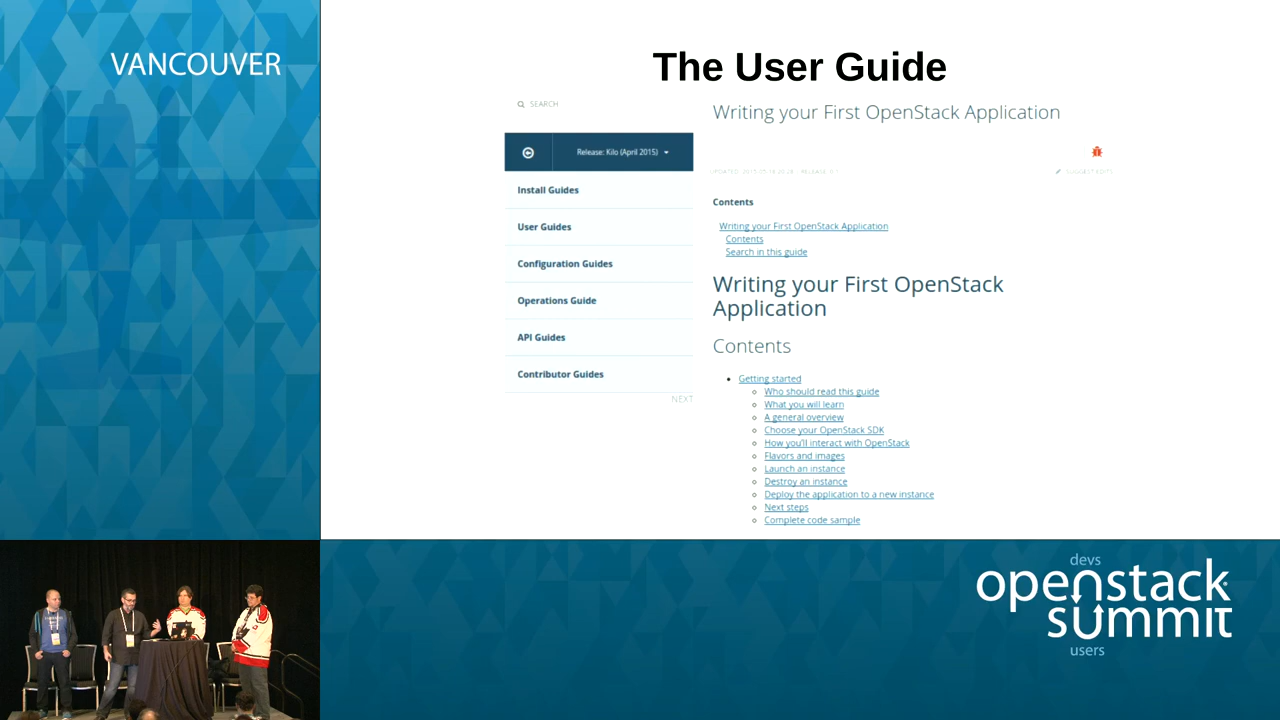 VANCOUVER
The User Guide
SEARCH
Release: Kilo (April 2015)
Install Guides
User Guides
Configuration Guides
Operations Guide
API Guides
Contributor Guides
NEXT
Writing your First OpenStack Application
SUGGEST EDITS
Contents
Writing your First OpenStack Application
Contents
Search in this guide
Writing your First OpenStack
Application
Contents
Getting started
Who should read this guide
What you will learn
A general overview
Choose your OpenStack SDK
How you'll interact with OpenStack
Flavors and images
Launch an instance
Destroy an instance
Deploy the application to a new instance
Next steps
Complete code sample
devs
openstack
summit
users